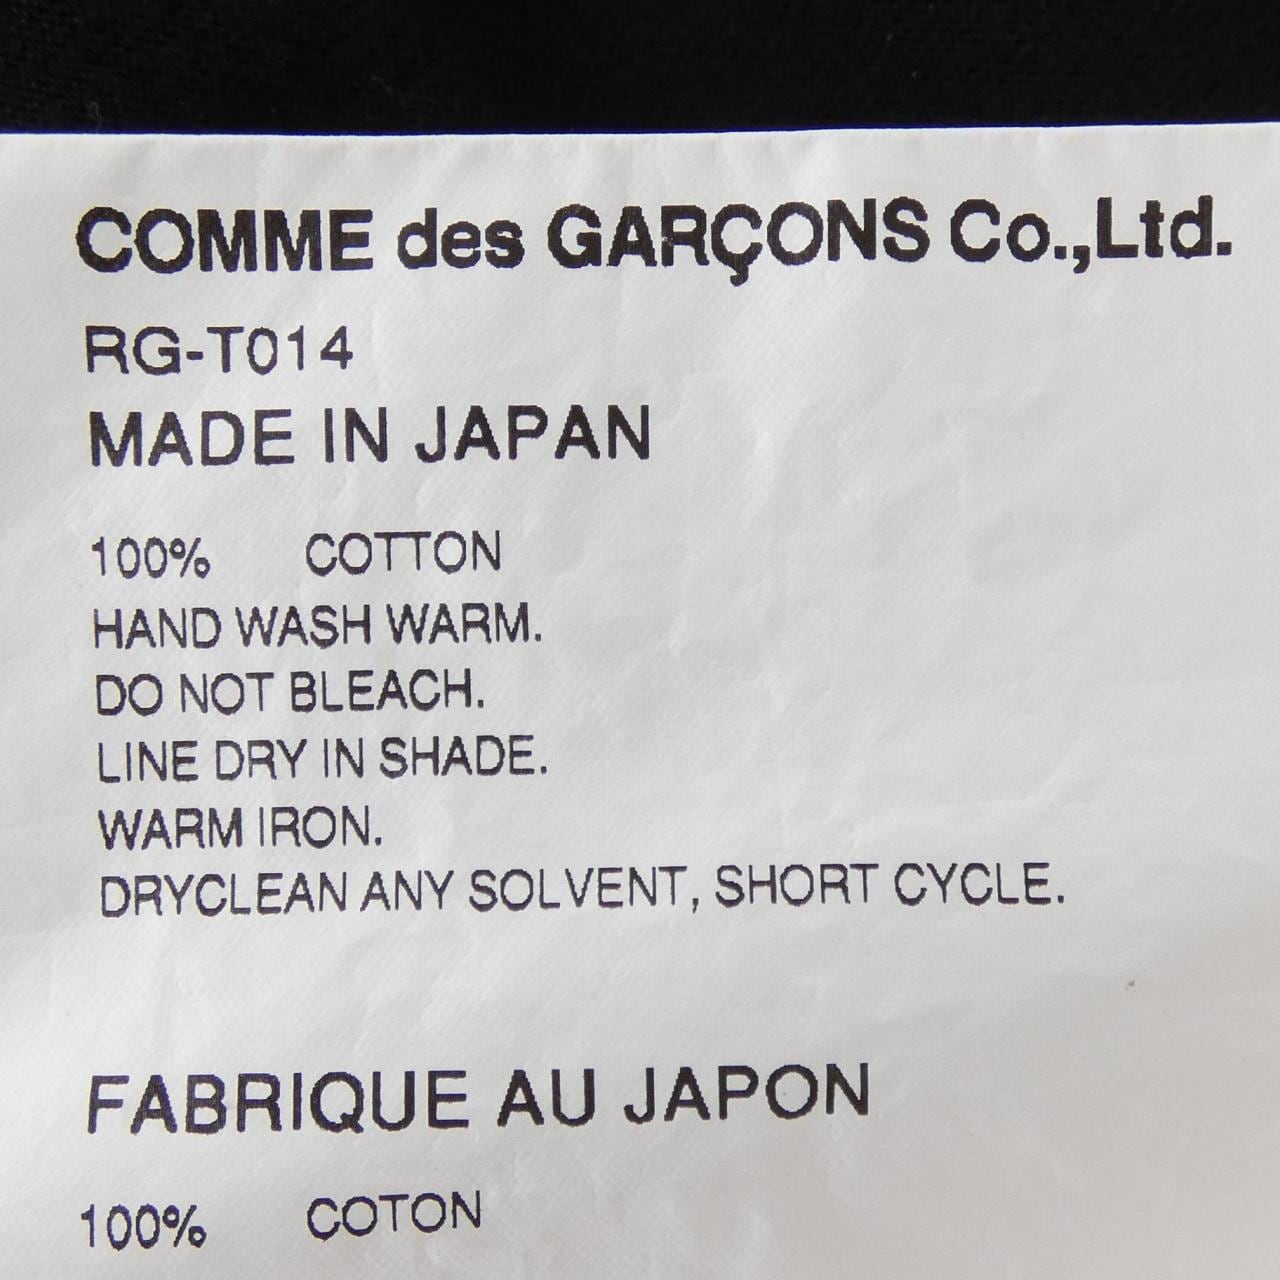 COMME des GARÇONS Co.,Ltd.
RG-T014
MADE IN JAPAN
100% COTTON
HAND WASH WARM.
DO NOT BLEACH.
LINE DRY IN SHADE.
WARM IRON.
DRYCLEAN ANY SOLVENT, SHORT CYCLE.
FABRIQUE AU JAPON
100% COTON